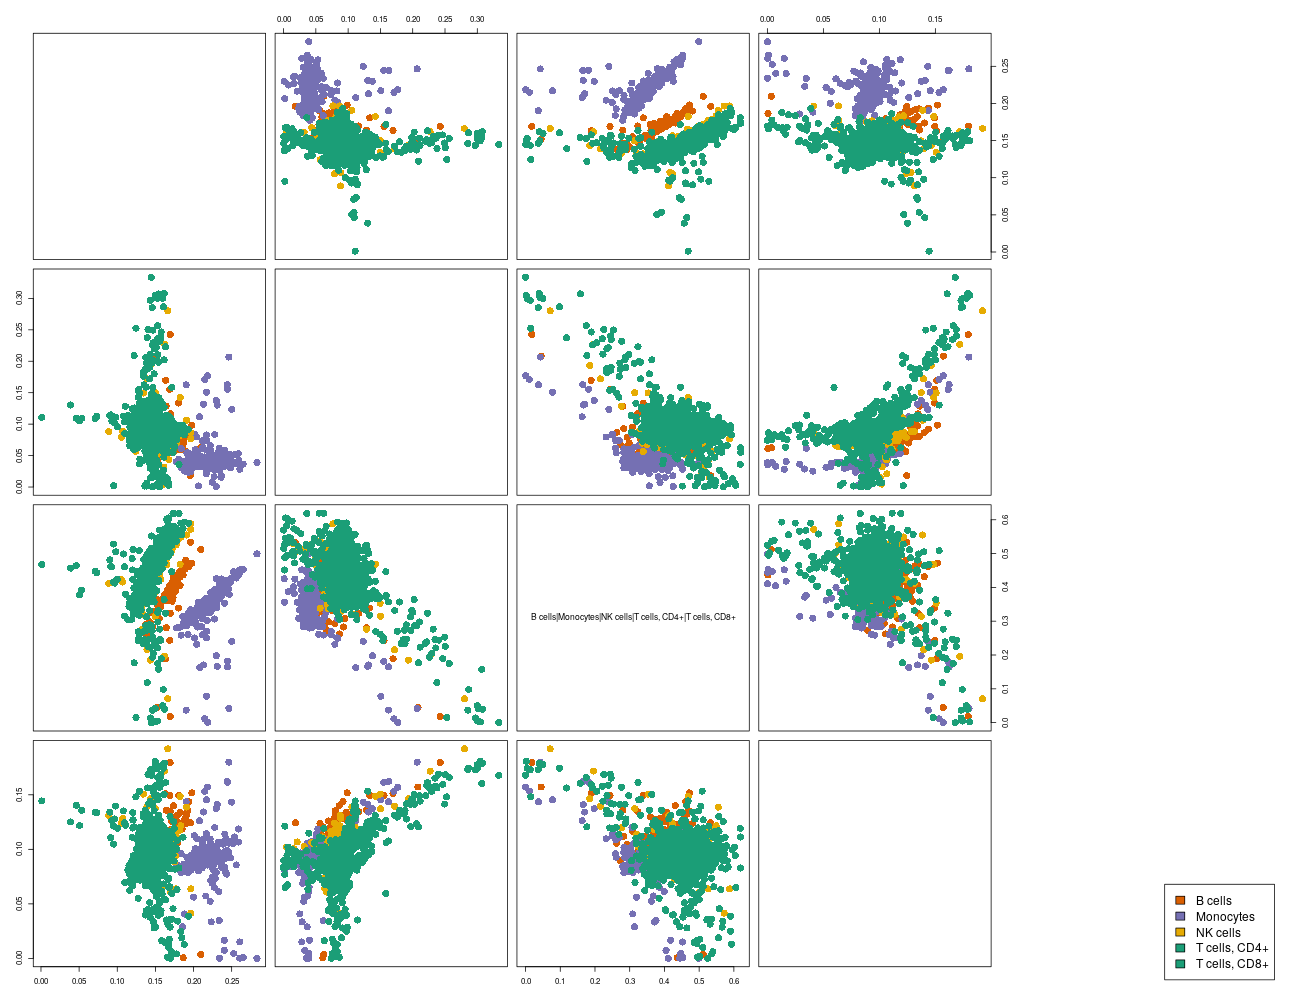 0.00 0.05 0.10 0.15 0.20 0.25 0.30
0.00 0.05 0.10 0.15
0.00 0.05 0.10 0.15 0.20 0.25
0.00 0.05 0.10 0.15 0.20 0.25 0.30
B cells|Monocytes|NK cells|T cells, CD4+|T cells, CD8+
0.0 0.1 0.2 0.3 0.4 0.5 0.6
0.00 0.05 0.10 0.15
0.00 0.05 0.10 0.15 0.20 0.25
0.0 0.1 0.2 0.3 0.4 0.5 0.6
B cells
Monocytes
NK cells
T cells, CD4+
T cells, CD8+